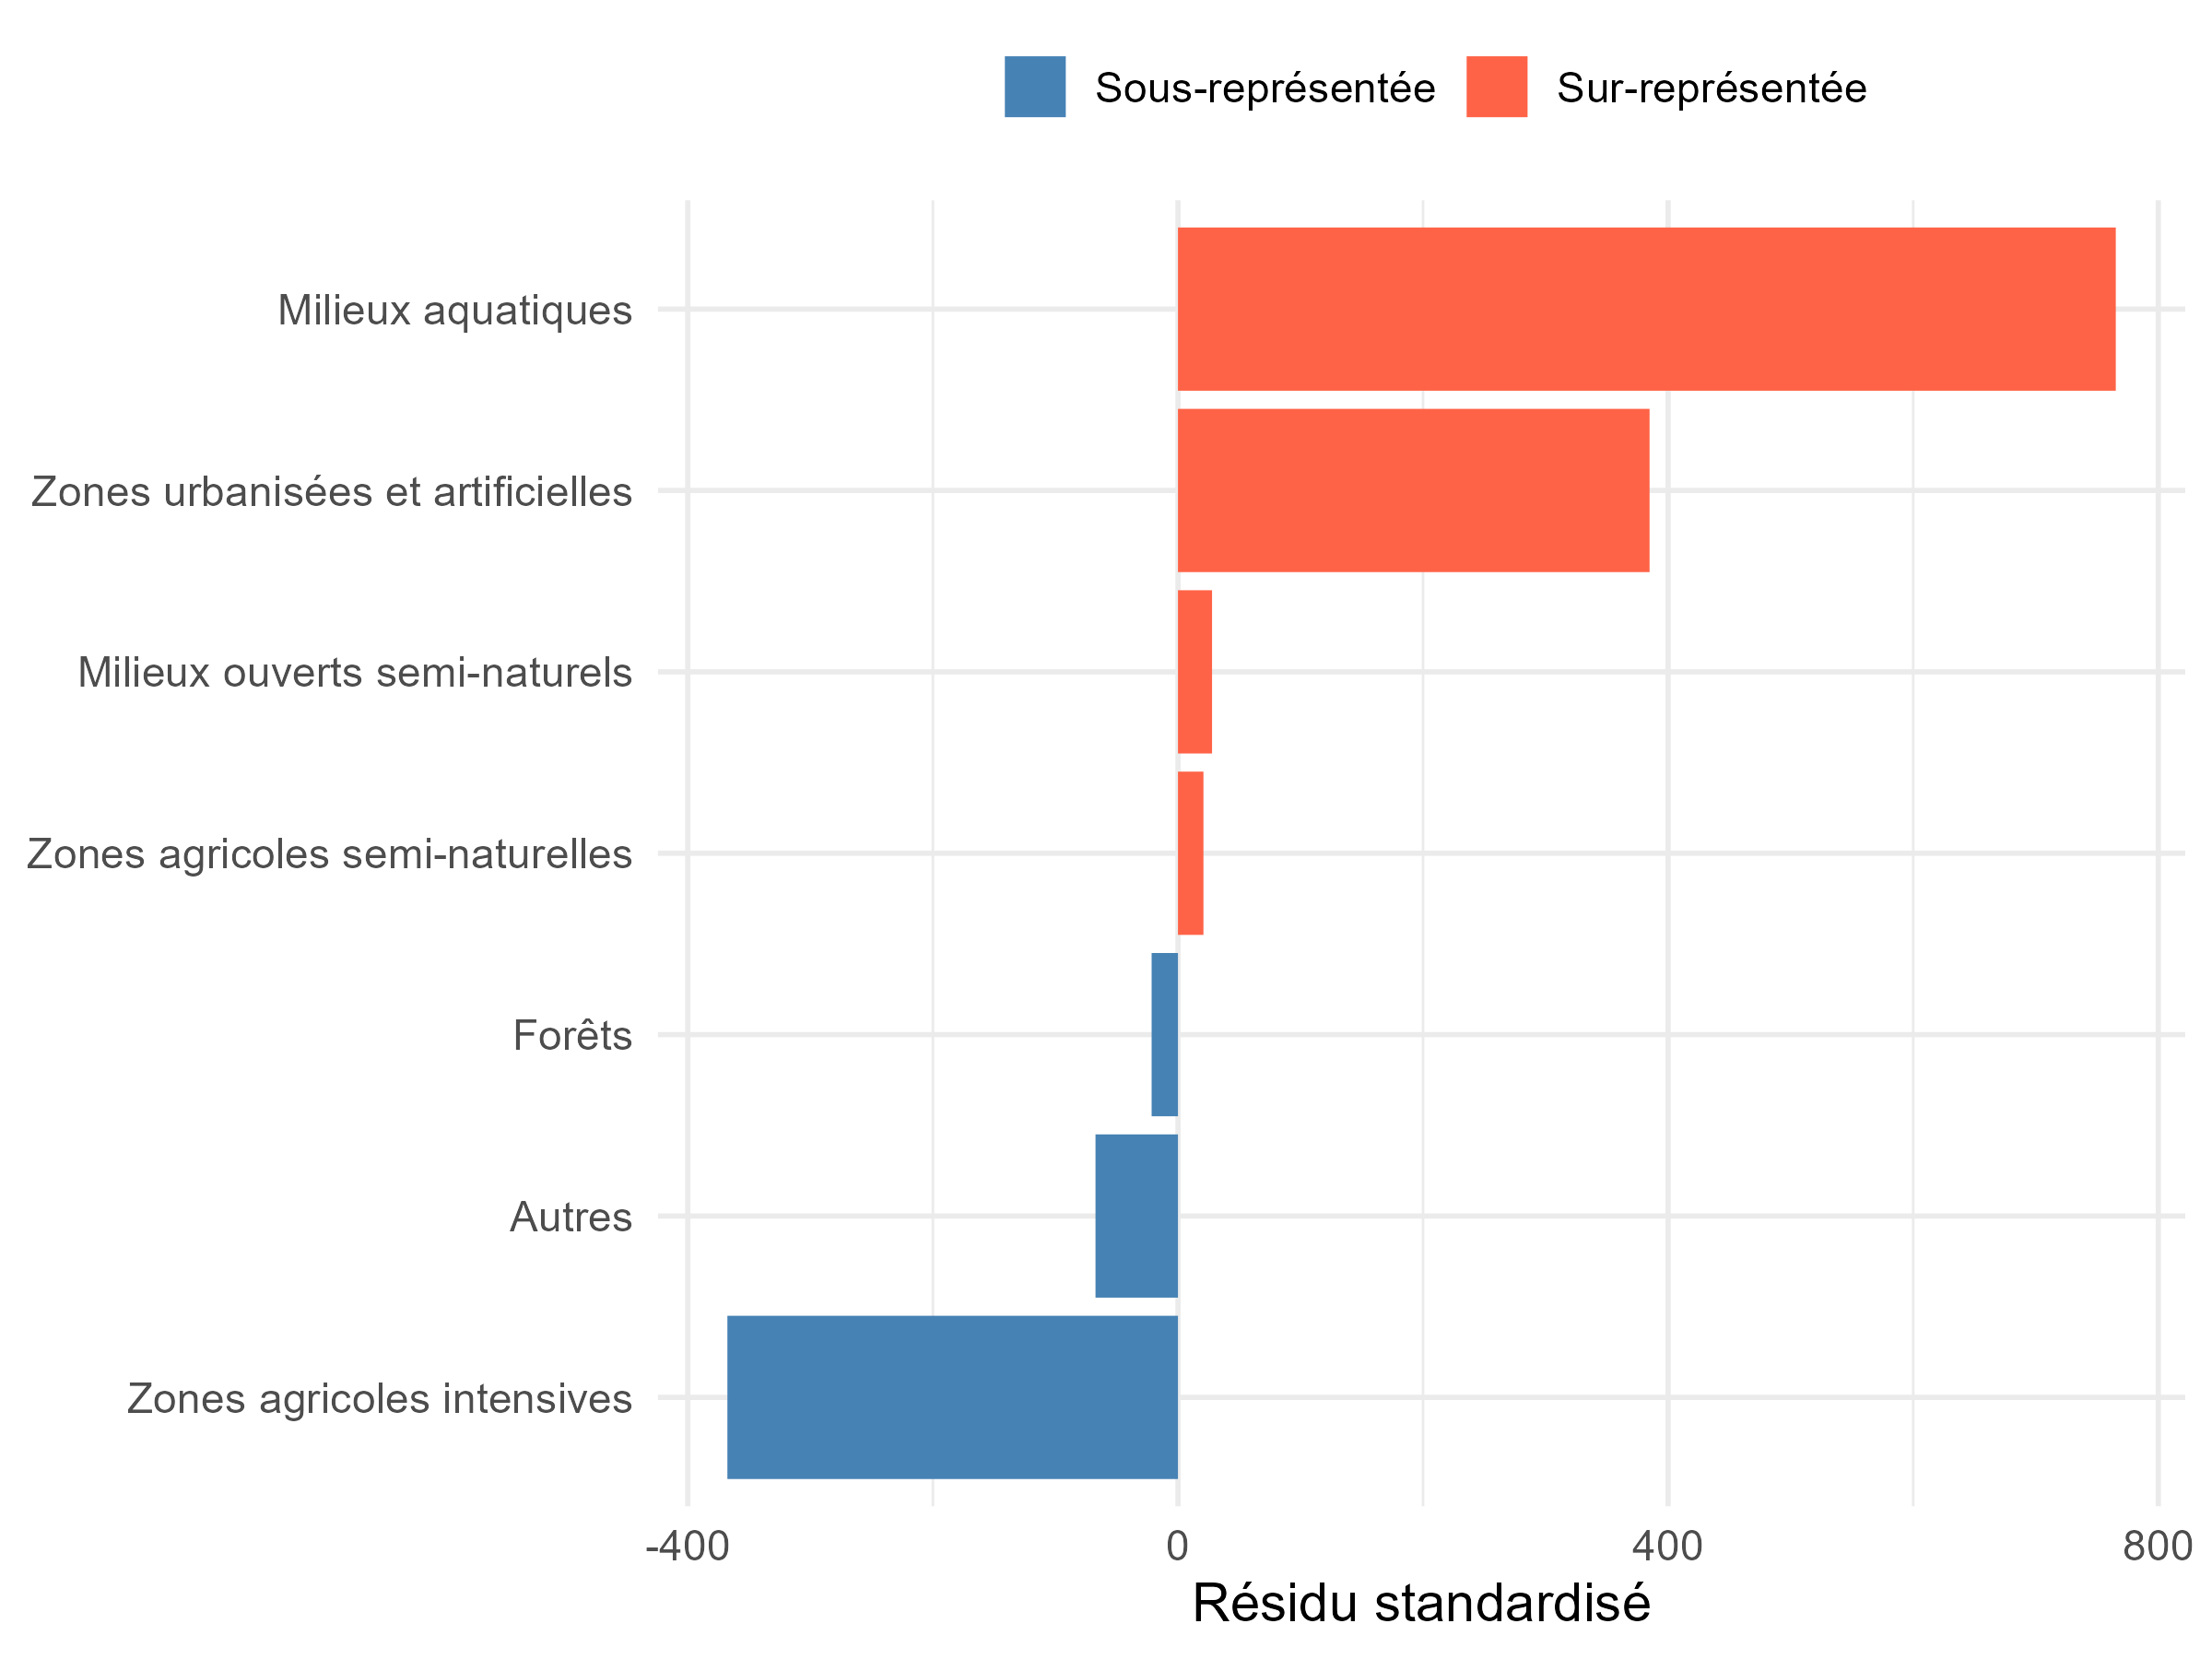 Sous-représentée Sur-représentée
Milieux aquatiques
Zones urbanisées et artificielles
Milieux ouverts semi-naturels
Zones agricoles semi-naturelles
Forêts
Autres
Zones agricoles intensives
-400 0 400 800
Résidu standardisé